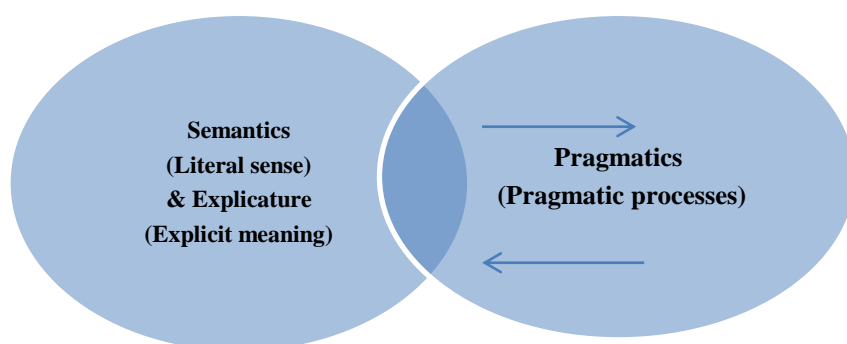 Semantics
(Literal sense)
& Explicature
(Explicit meaning)
Pragmatics
(Pragmatic processes)